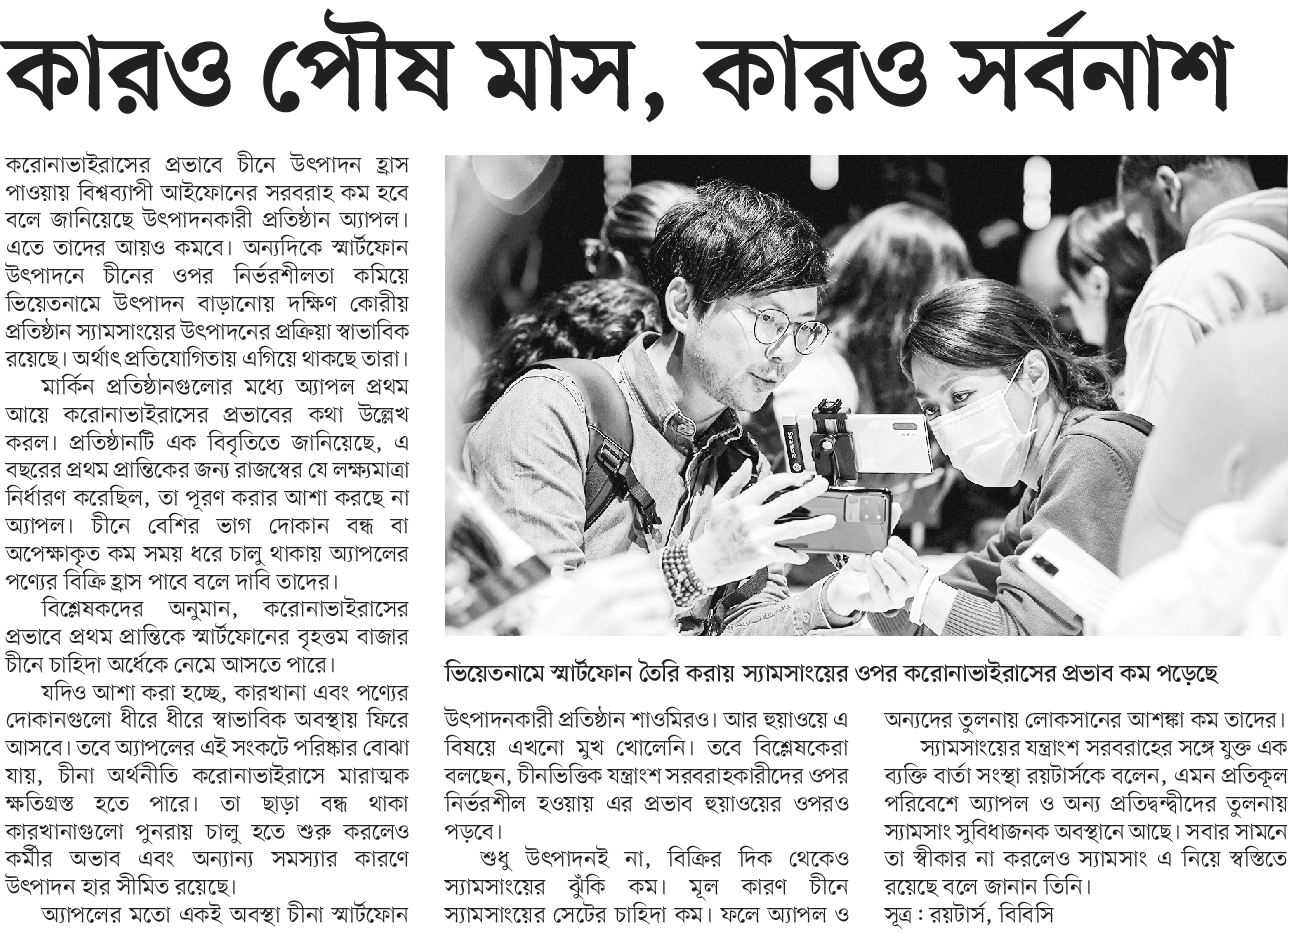 কারও পৌষ মাস, কারও সর্বনাশ
করোনাভাইরাসের প্রভাবে চীনে উৎপাদন হ্রাস
পাওয়ায় বিশ্বব্যাপী আইফোনের সরবরাহ কম হবে
বলে জানিয়েছে উৎপাদনকারী প্রতিষ্ঠান অ্যাপল।
এতে তাদের আয়ও কমবে। অন্যদিকে স্মার্টফোন
উৎপাদনে চীনের ওপর নির্ভরশীলতা কমিয়ে
ভিয়েতনামে উৎপাদন বাড়ানোয় দক্ষিণ কোরীয়
প্রতিষ্ঠান স্যামসাংয়ের উৎপাদনের প্রক্রিয়া স্বাভাবিক
রয়েছে। অর্থাৎ প্রতিযোগিতায় এগিয়ে থাকছে তারা।
মার্কিন প্রতিষ্ঠানগুলোর মধ্যে অ্যাপল প্রথম
আয়ে করোনাভাইরাসের প্রভাবের কথা উল্লেখ
করল। প্রতিষ্ঠানটি এক বিবৃতিতে জানিয়েছে, এ
বছরের প্রথম প্রান্তিকের জন্য রাজস্বের যে লক্ষ্যমাত্রা
নির্ধারণ করেছিল, তা পূরণ করার আশা করছে না
অ্যাপল। চীনে বেশির ভাগ দোকান বন্ধ বা
অপেক্ষাকৃত কম সময় ধরে চালু থাকায় অ্যাপলের
পণ্যের বিক্রি হ্রাস পাবে বলে দাবি তাদের।
বিশ্লেষকদের অনুমান, করোনাভাইরাসের
প্রভাবে প্রথম প্রান্তিকে স্মার্টফোনের বৃহত্তম বাজার
চীনে চাহিদা অর্ধেকে নেমে আসতে পারে।
যদিও আশা করা হচ্ছে, কারখানা এবং পণ্যের
দোকানগুলো ধীরে ধীরে স্বাভাবিক অবস্থায় ফিরে
আসবে। তবে অ্যাপলের এই সংকটে পরিষ্কার বোঝা
যায়, চীনা অর্থনীতি করোনাভাইরাসে মারাত্মক
ক্ষতিগ্রস্ত হতে পারে। তা ছাড়া বন্ধ থাকা
কারখানাগুলো পুনরায় চালু হতে শুরু করলেও
কর্মীর অভাব এবং অন্যান্য সমস্যার কারণে
উৎপাদন হার সীমিত রয়েছে।
অ্যাপলের মতো একই অবস্থা চীনা স্মার্টফোন
ভিয়েতনামে স্মার্টফোন তৈরি করায় স্যামসাংয়ের ওপর করোনাভাইরাসের প্রভাব কম পড়েছে
উৎপাদনকারী প্রতিষ্ঠান শাওমিরও। আর হুয়াওয়ে এ
বিষয়ে এখনো মুখ খোলেনি। তবে বিশ্লেষকেরা
বলছেন, চীনভিত্তিক যন্ত্রাংশ সরবরাহকারীদের ওপর
নির্ভরশীল হওয়ায় এর প্রভাব হুয়াওয়ের ওপরও
পড়বে।
শুধু উৎপাদনই না, বিক্রির দিক থেকেও
স্যামসাংয়ের ঝুঁকি কম। মূল কারণ চীনে
স্যামসাংয়ের সেটের চাহিদা কম। ফলে অ্যাপল ও
অন্যদের তুলনায় লোকসানের আশঙ্কা কম তাদের।
স্যামসাংয়ের যন্ত্রাংশ সরবরাহের সঙ্গে যুক্ত এক
ব্যক্তি বার্তা সংস্থা রয়টার্সকে বলেন, এমন প্রতিকূল
পরিবেশে অ্যাপল ও অন্য প্রতিদ্বন্দ্বীদের তুলনায়
স্যামসাং সুবিধাজনক অবস্থানে আছে। সবার সামনে
তা স্বীকার না করলেও স্যামসাং এ নিয়ে স্বস্তিতে
রয়েছে বলে জানান তিনি।
সূত্র : রয়টার্স, বিবিসি